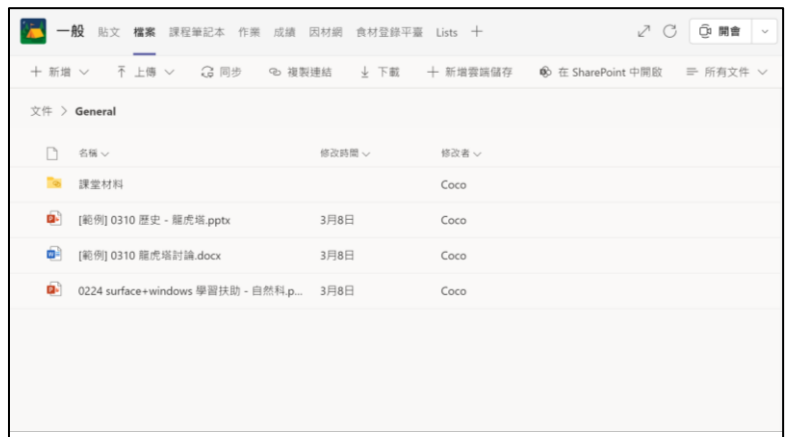 一般 貼文 檔案 課程筆記本 作業 成績 因材網 食材登錄平臺 Lists 開會
新增 上傳 同步 複製連結 下載 新增雲端儲存 在 SharePoint 中開啟 所有文件
文件 > General
名稱 修改時間 修改者
課堂材料 Coco
[範例] 0310 歷史 - 龍虎塔.pptx 3月8日 Coco
[範例] 0310 龍虎塔討論.docx 3月8日 Coco
0224 surface+windows 學習扶助 - 自然科.p... 3月8日 Coco